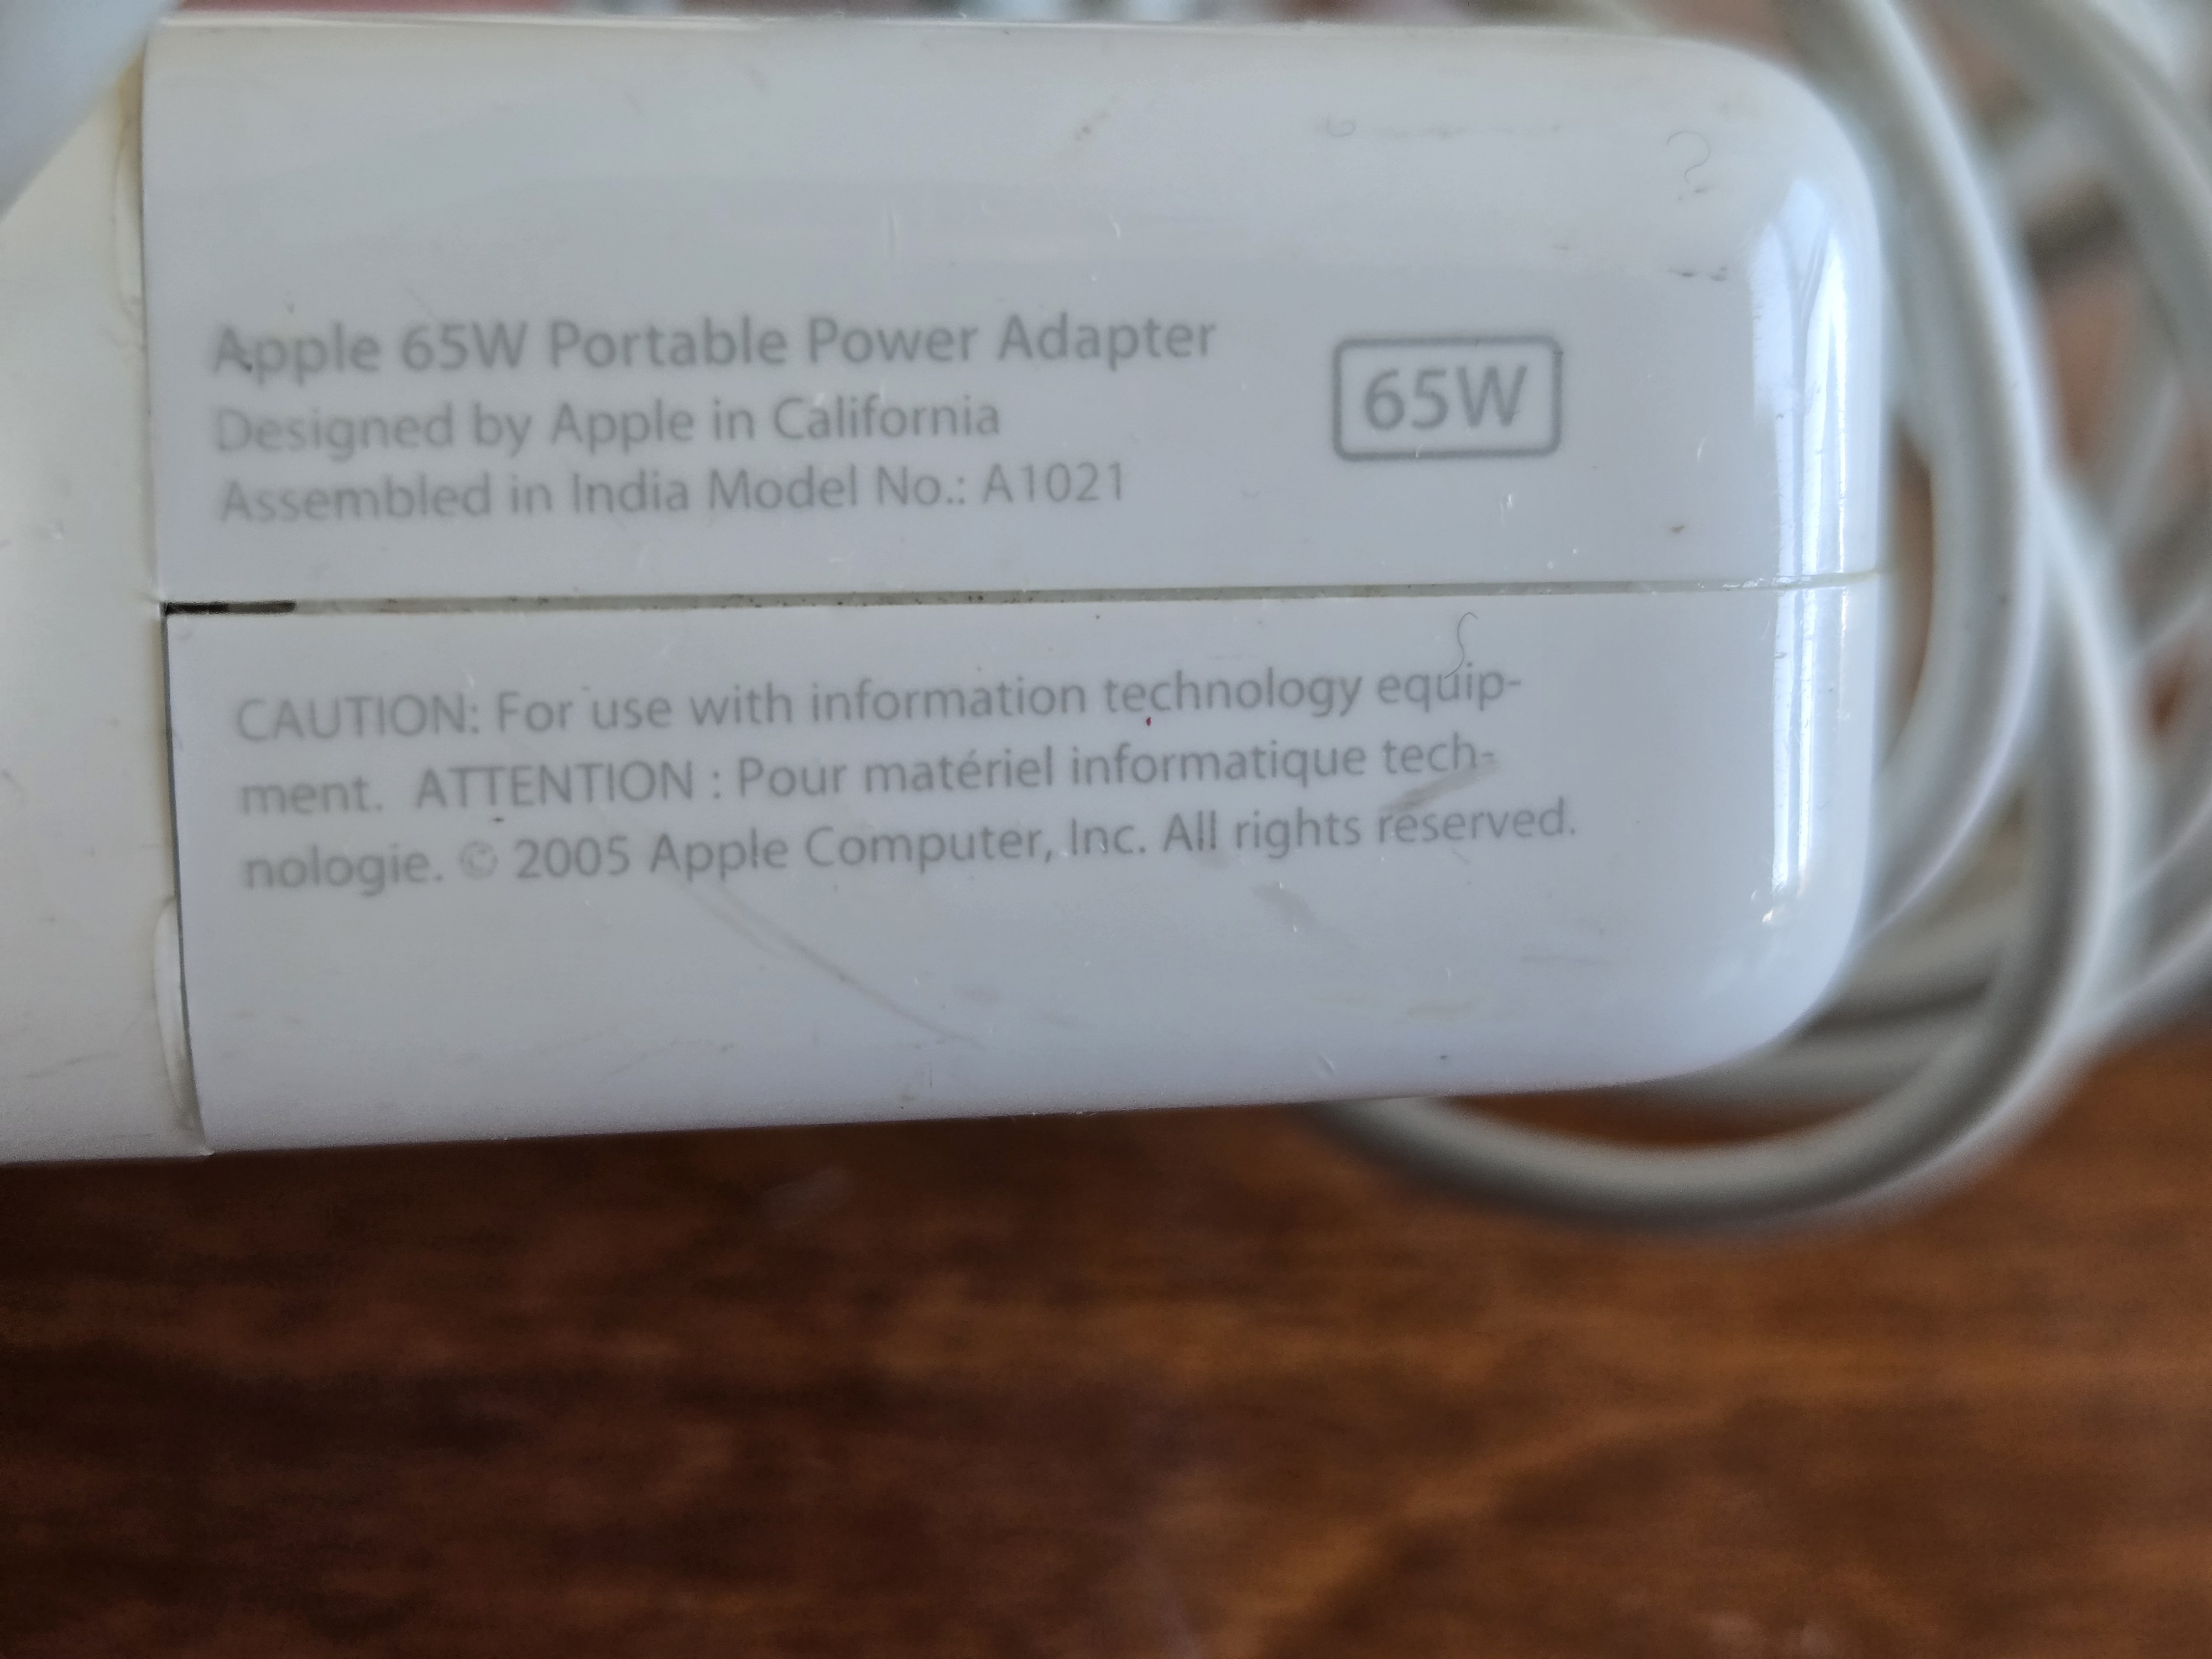 Apple 65W Portable Power Adapter
Designed by Apple in California
Assembled in India Model No.: A1021
65W
CAUTION: For use with information technology equip-
ment. ATTENTION : Pour matériel informatique tech-
nologie. © 2005 Apple Computer, Inc. All rights reserved.